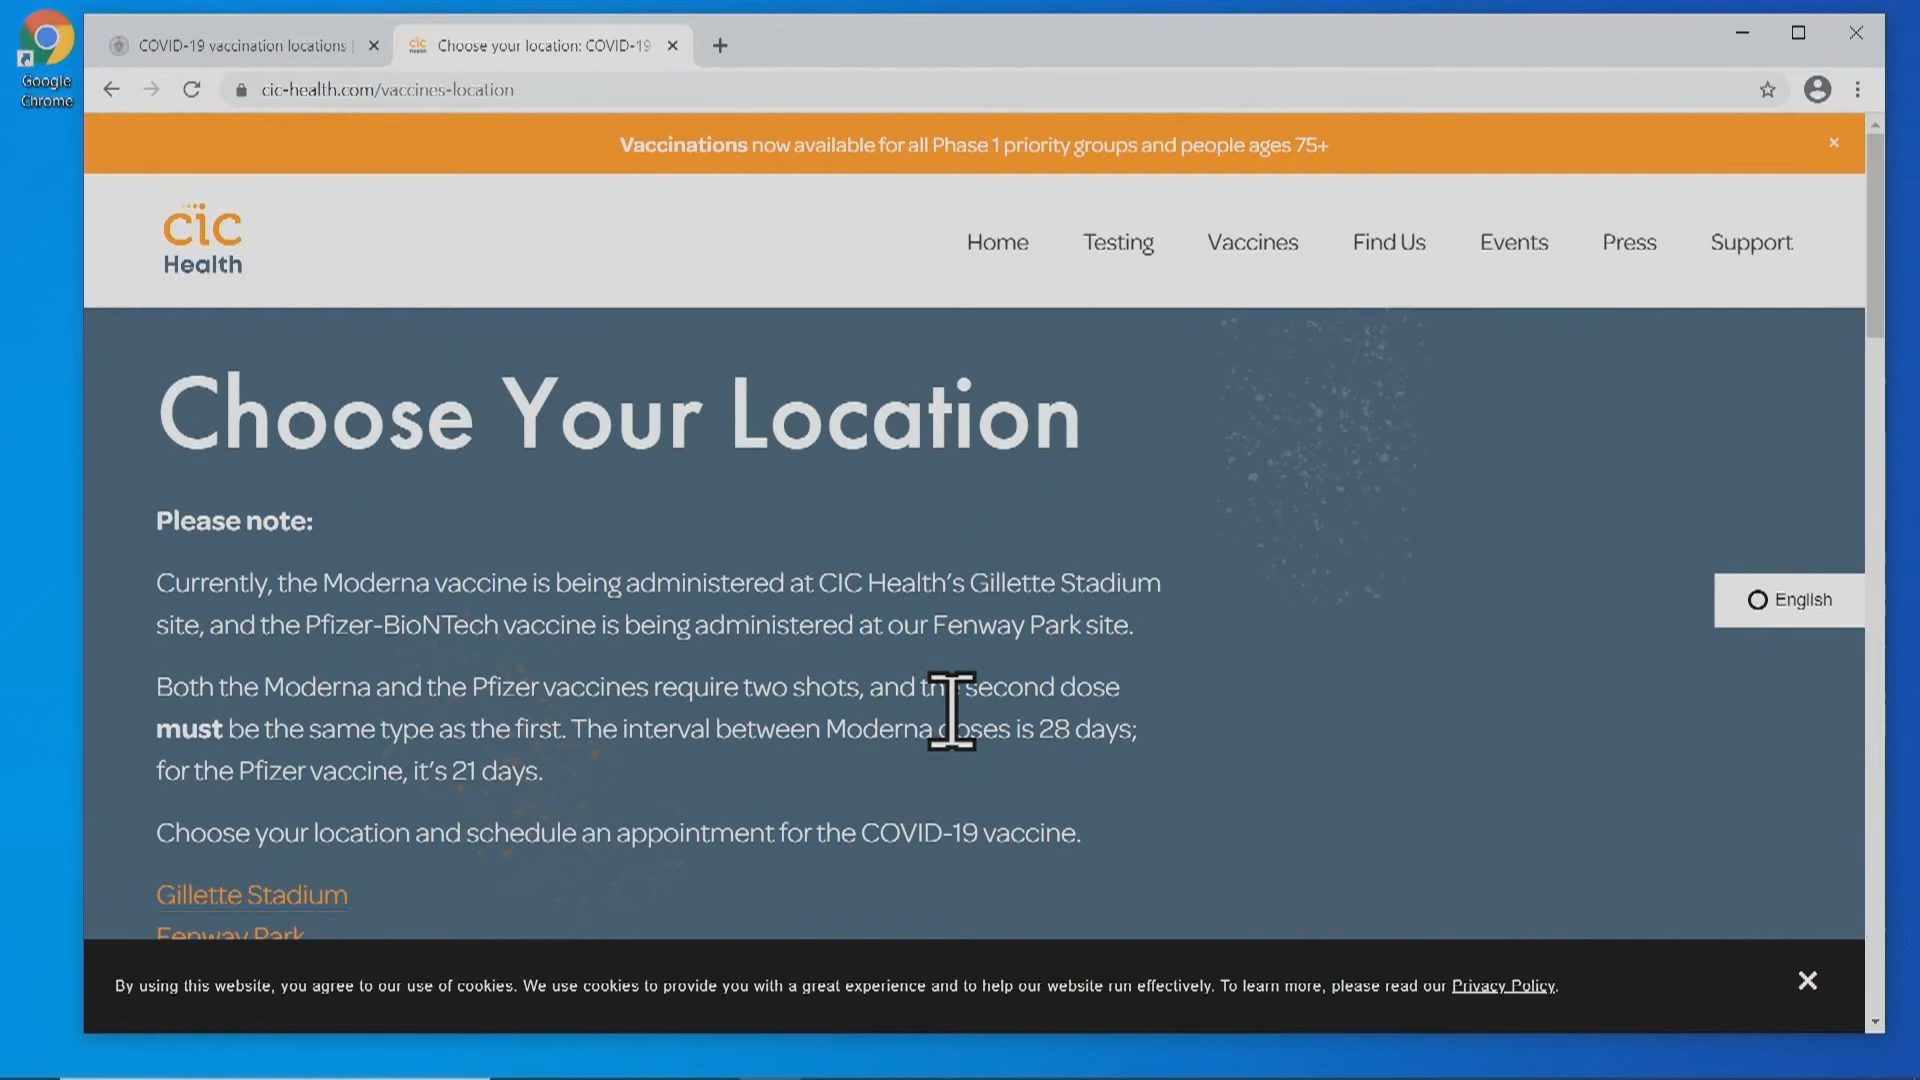 Google
Chrome
COVID-19 vaccination locations |
Choose your location: COVID-19
cic-health.com/vaccines-location
Vaccinations now available for all Phase 1 priority groups and people ages 75+
cic
Health
Home Testing Vaccines Find Us Events Press Support
Choose Your Location
Please note:
Currently, the Moderna vaccine is being administered at CIC Health's Gillette Stadium
site, and the Pfizer-BioNTech vaccine is being administered at our Fenway Park site.
Both the Moderna and the Pfizer vaccines require two shots, and the second dose
must be the same type as the first. The interval between Moderna doses is 28 days;
for the Pfizer vaccine, it's 21 days.
Choose your location and schedule an appointment for the COVID-19 vaccine.
Gillette Stadium
Fenway Park
English
By using this website, you agree to our use of cookies. We use cookies to provide you with a great experience and to help our website run effectively. To learn more, please read our Privacy Policy.